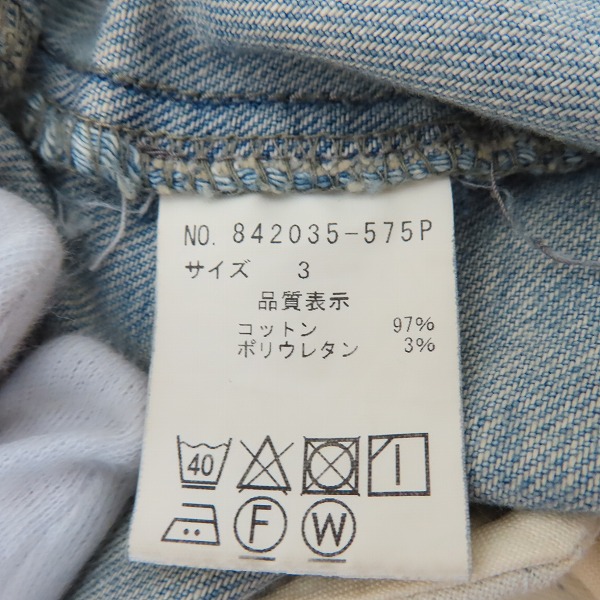 NO. 842035-575P
サイズ 3
品質表示
コットン 97%
ポリウレタン 3%
40
F W